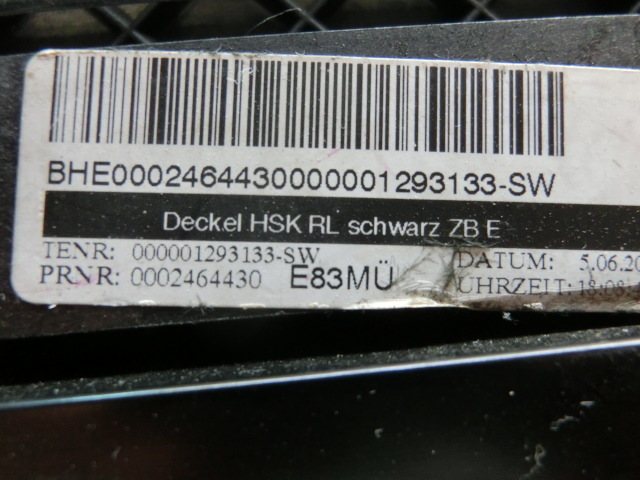 BHE0002464430000001293133-SW
Deckel HSK RL schwarz ZB E
TENR: 000001293133-SW DATUM: 5.06.20
PRNR: 0002464430 E83MÜ UHRZEIT: 18:08: